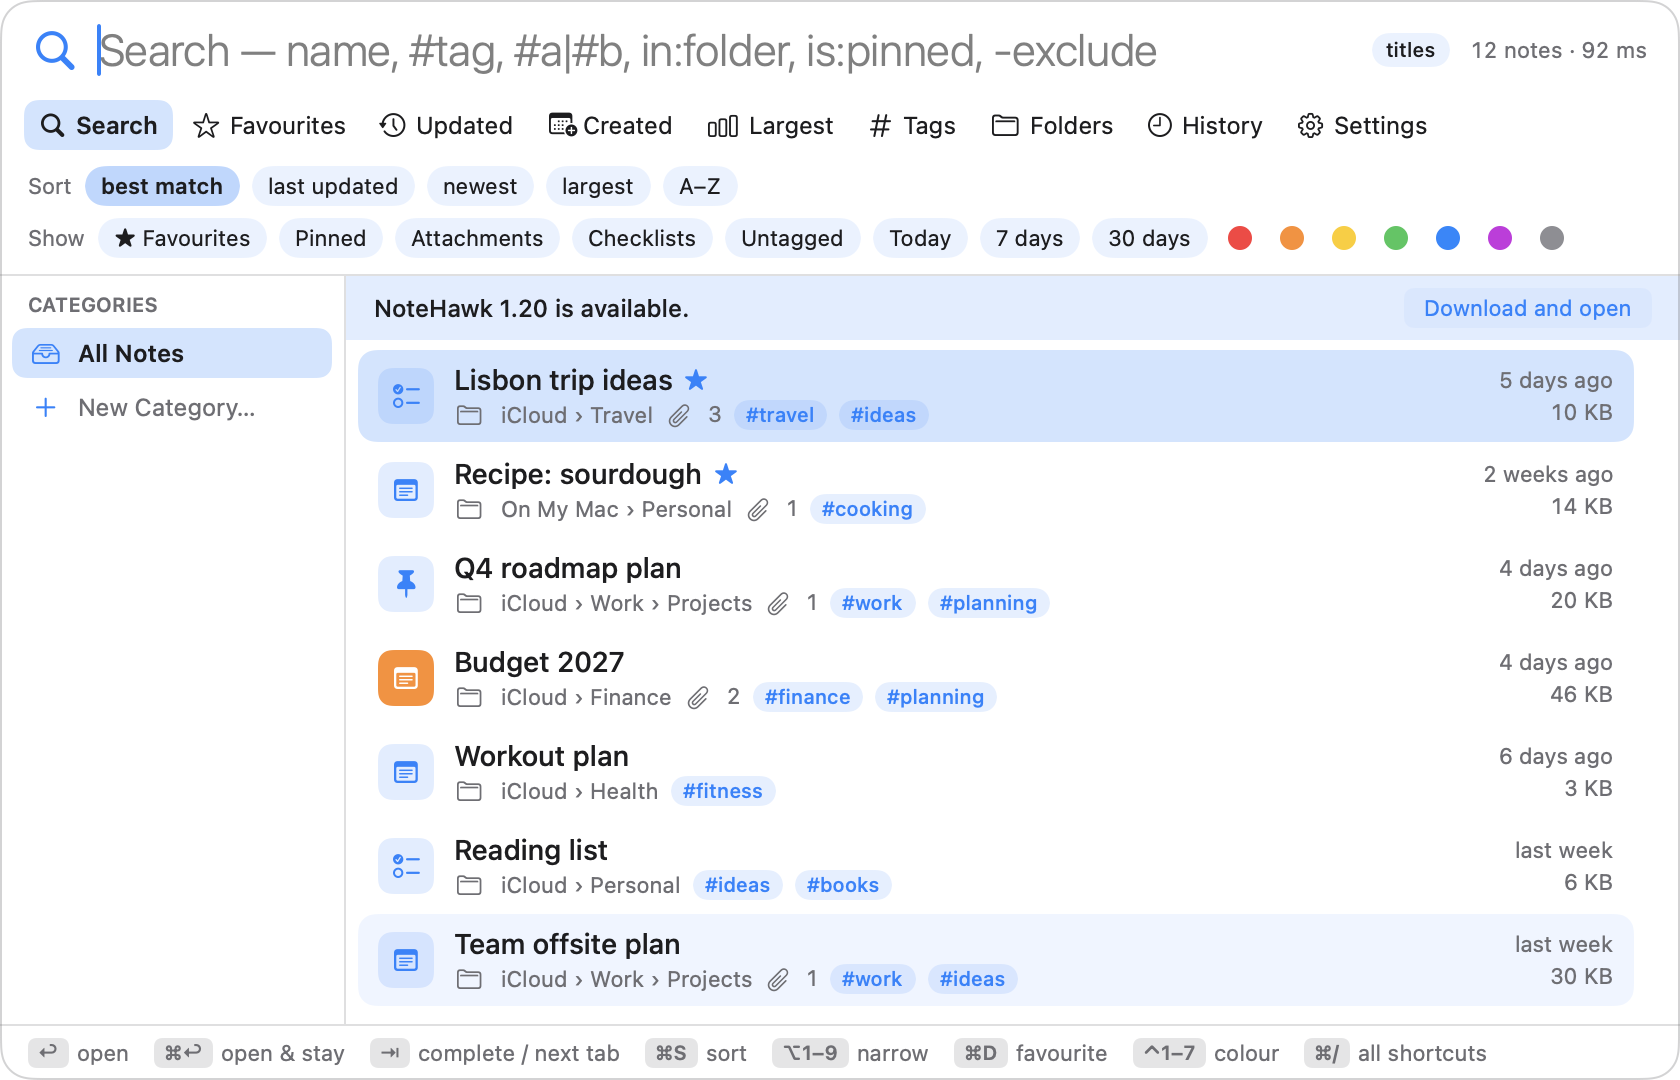 Search — name, #tag, #a|#b, in:folder, is:pinned, -exclude titles 12 notes · 92 ms
Search Favourites Updated Created Largest # Tags Folders History Settings
Sort best match last updated newest largest A–Z
Show ★ Favourites Pinned Attachments Checklists Untagged Today 7 days 30 days
CATEGORIES
All Notes
+ New Category...
NoteHawk 1.20 is available. Download and open
Lisbon trip ideas ★ 5 days ago
iCloud › Travel 3 #travel #ideas 10 KB
Recipe: sourdough ★ 2 weeks ago
On My Mac › Personal 1 #cooking 14 KB
Q4 roadmap plan 4 days ago
iCloud › Work › Projects 1 #work #planning 20 KB
Budget 2027 4 days ago
iCloud › Finance 2 #finance #planning 46 KB
Workout plan 6 days ago
iCloud › Health #fitness 3 KB
Reading list last week
iCloud › Personal #ideas #books 6 KB
Team offsite plan last week
iCloud › Work › Projects 1 #work #ideas 30 KB
↩ open ⌘↩ open & stay ⇥ complete / next tab ⌘S sort ⌥1–9 narrow ⌘D favourite ^1–7 colour ⌘/ all shortcuts